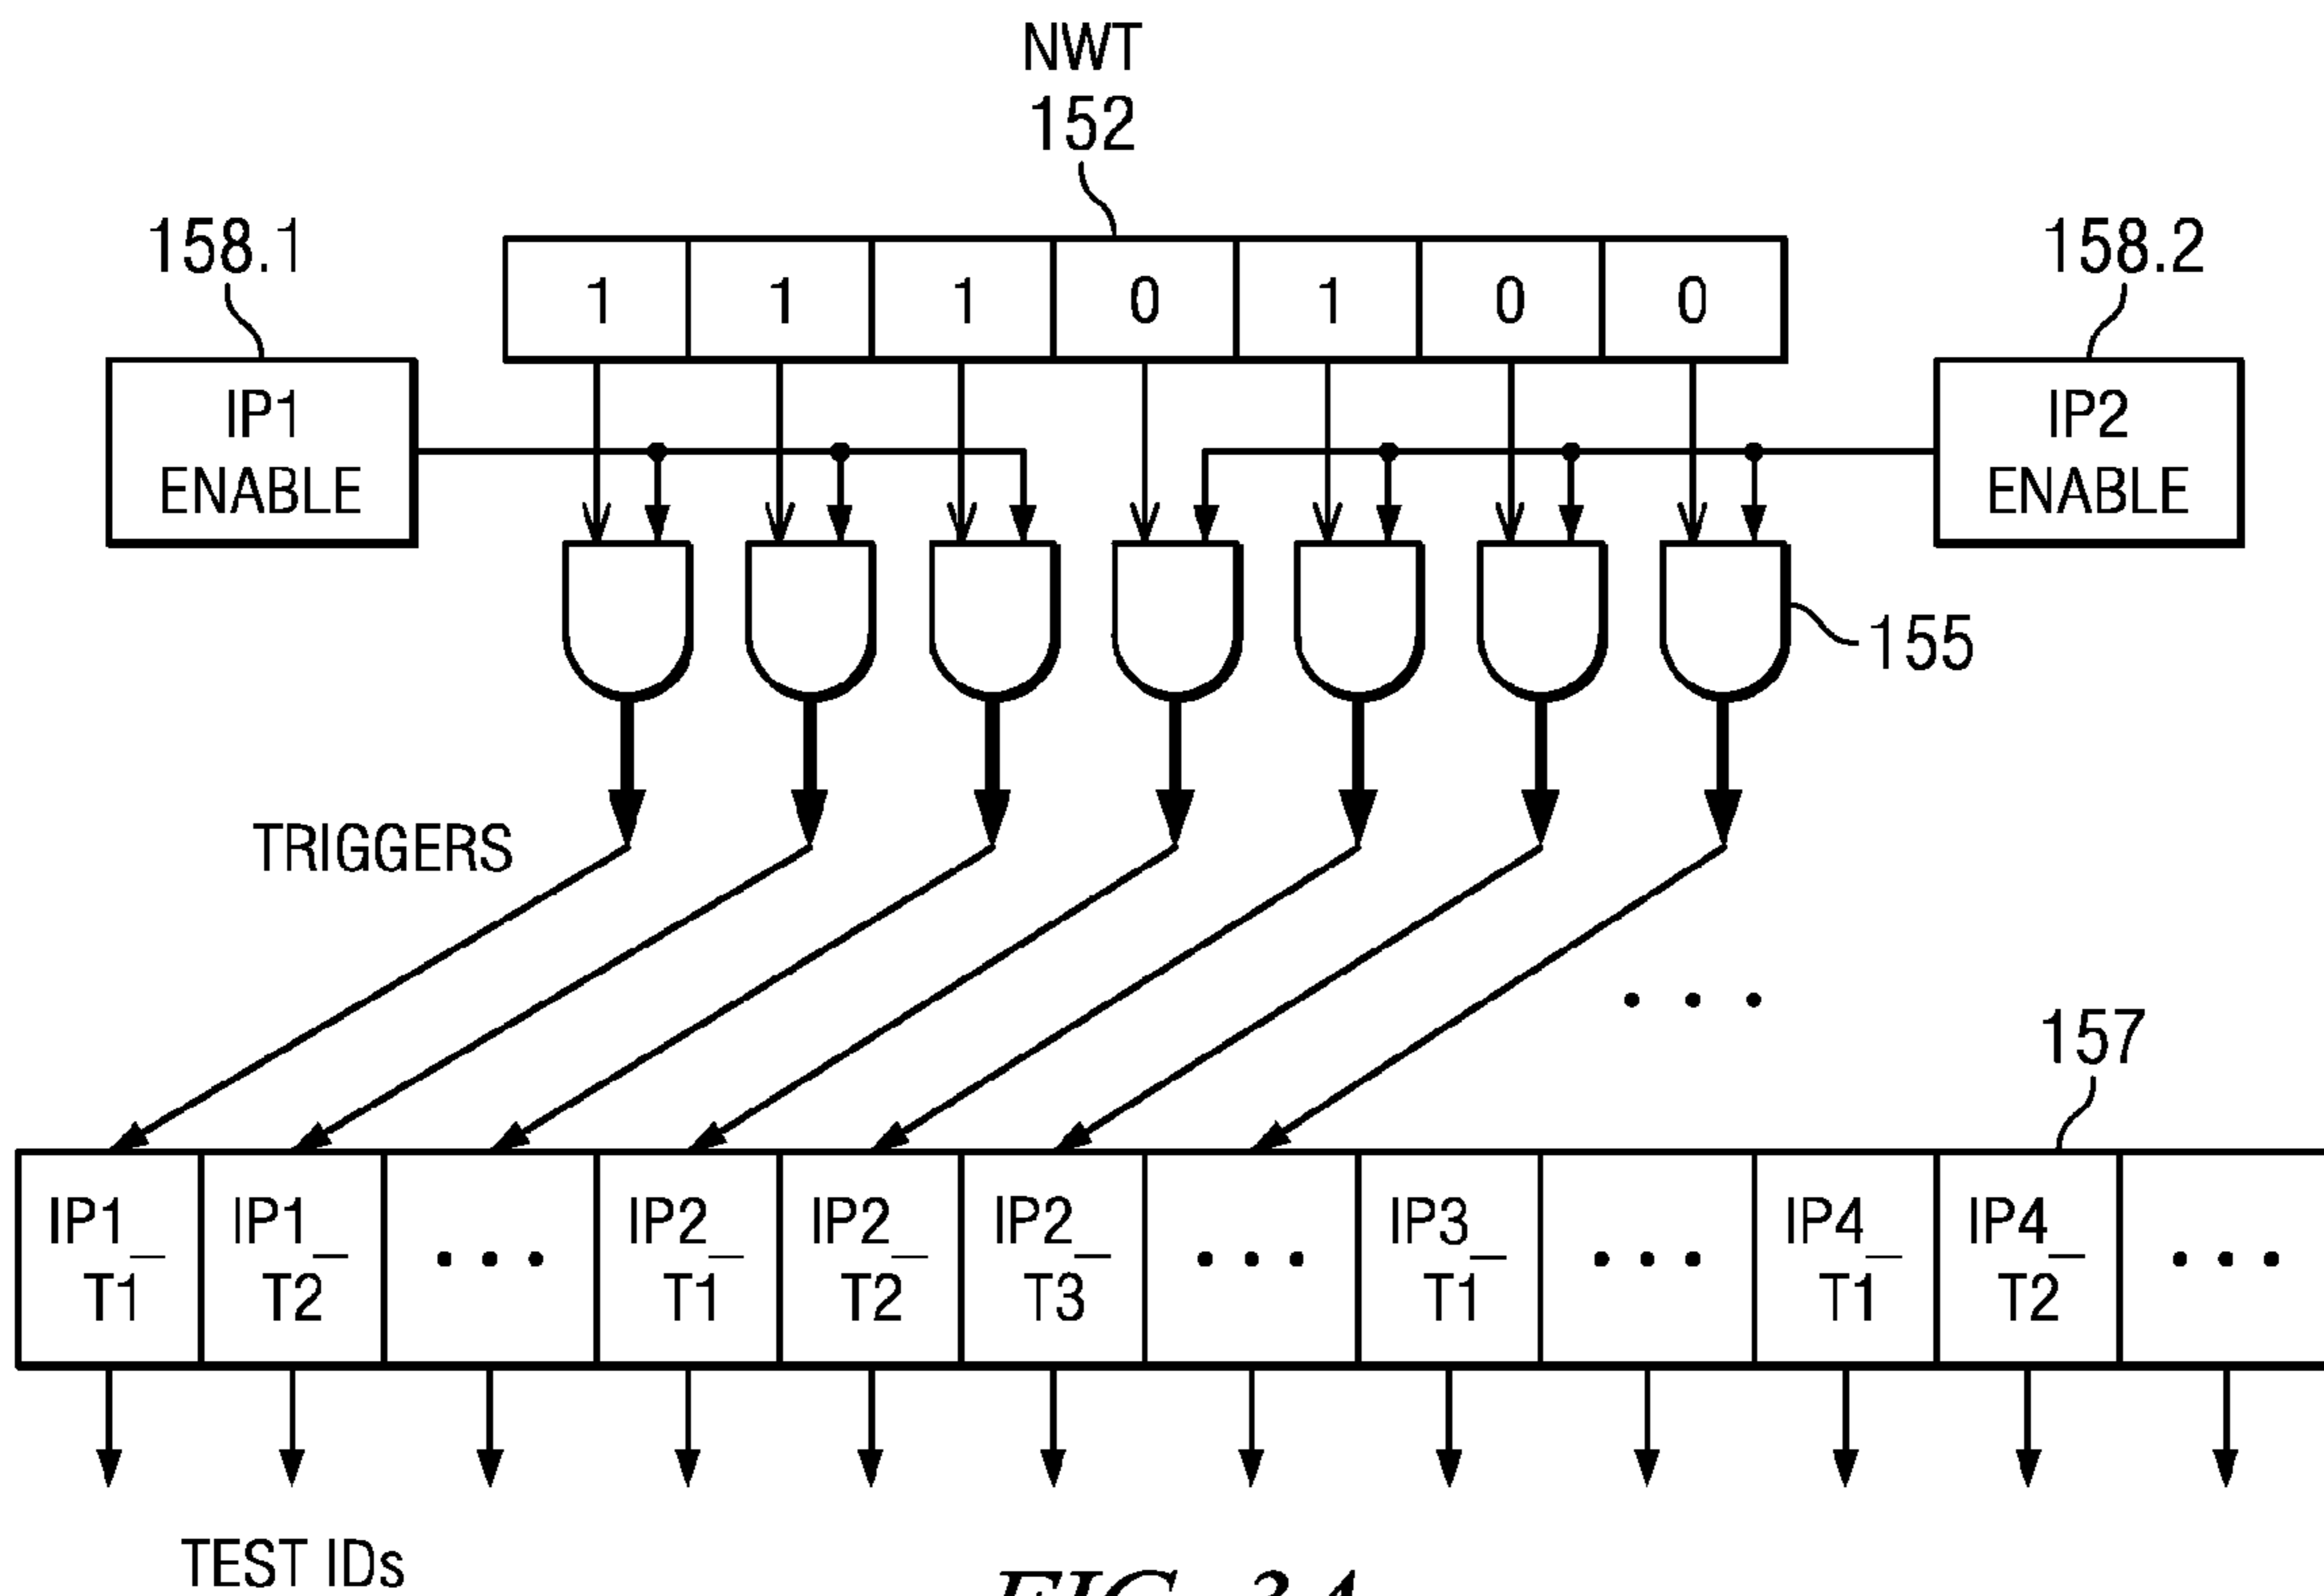 NWT
152
158.1
158.2
1 1 1 0 1 0 0
IP1
ENABLE
IP2
ENABLE
155
TRIGGERS
• • •
157
IP1_ IP1_ • • • IP2_ IP2_ IP2_ • • • IP3_ • • • IP4_ IP4_ • • •
T1 T2 T1 T2 T3 T1 T1 T2
TEST IDs
FIG. 3A